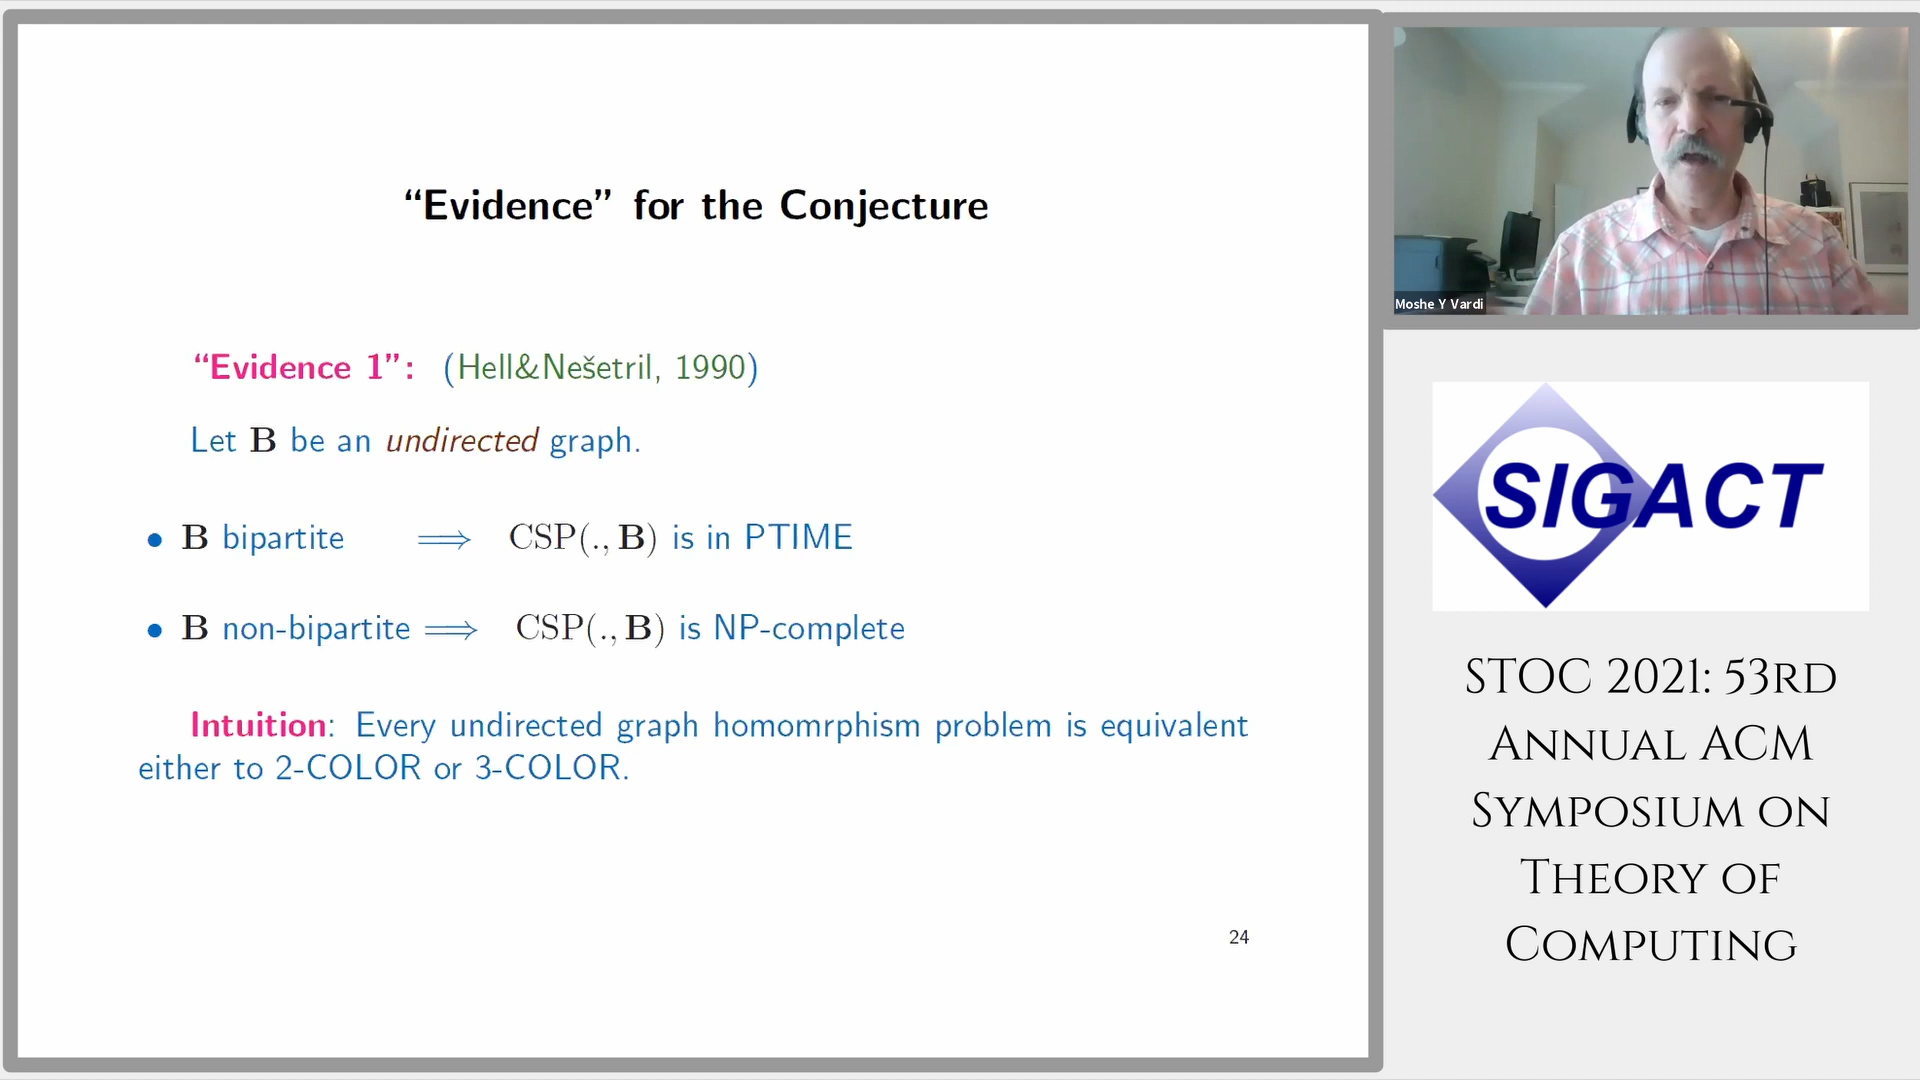 “Evidence” for the Conjecture
“Evidence 1”: (Hell&Nešetril, 1990)
Let B be an undirected graph.
• B bipartite ⟹ CSP(., B) is in PTIME
• B non-bipartite ⟹ CSP(., B) is NP-complete
Intuition: Every undirected graph homomrphism problem is equivalent
either to 2-COLOR or 3-COLOR.
24
Moshe Y Vardi
SIGACT
STOC 2021: 53rd
Annual ACM
Symposium on
Theory of
Computing